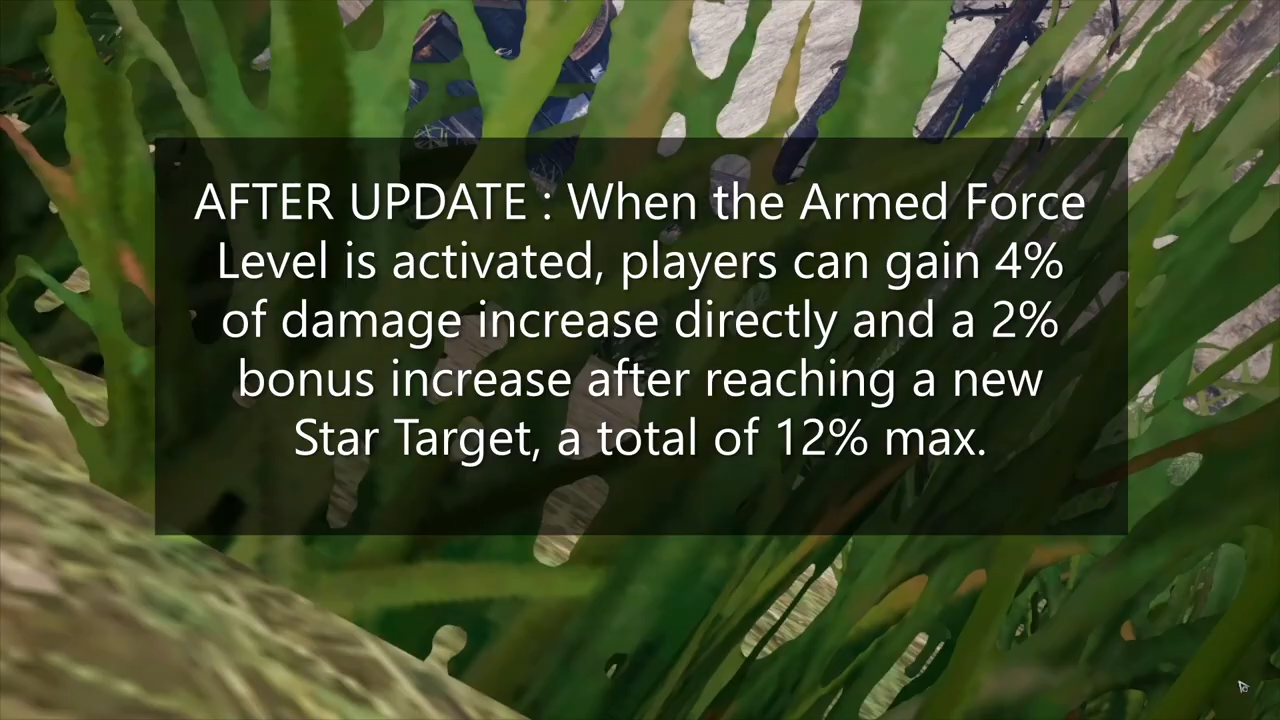 AFTER UPDATE : When the Armed Force
Level is activated, players can gain 4%
of damage increase directly and a 2%
bonus increase after reaching a new
Star Target, a total of 12% max.